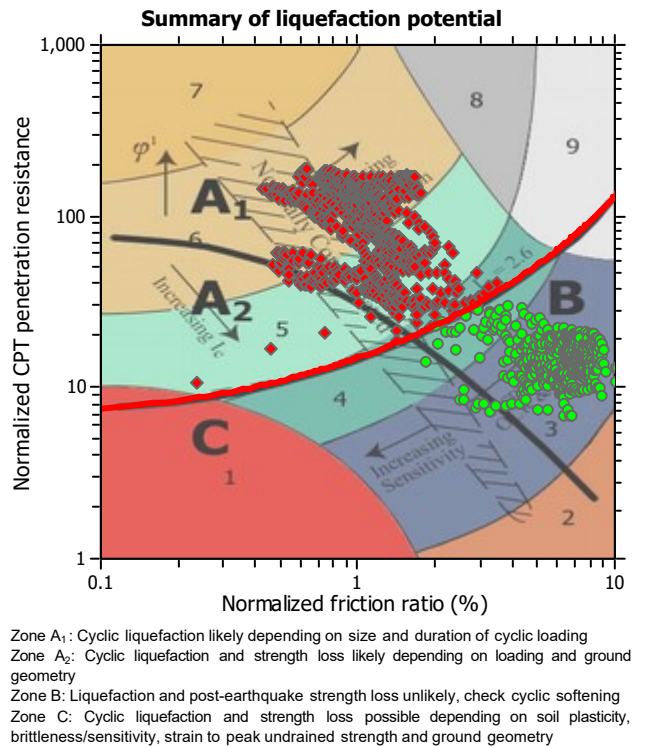 Summary of liquefaction potential
1,000
7
8
9
φ'
A1
100
6
Ic = 2.6
A2
B
Increasing Ic
5
10
4
3
C
1
Increasing
Sensitivity
2
1
0.1
1
10
Normalized CPT penetration resistance
Normalized friction ratio (%)
Zone A1: Cyclic liquefaction likely depending on size and duration of cyclic loading
Zone A2: Cyclic liquefaction and strength loss likely depending on loading and ground
geometry
Zone B: Liquefaction and post-earthquake strength loss unlikely, check cyclic softening
Zone C: Cyclic liquefaction and strength loss possible depending on soil plasticity,
brittleness/sensitivity, strain to peak undrained strength and ground geometry